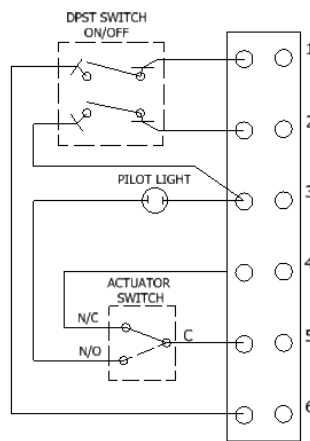 DPST SWITCH
ON/OFF
1
2
PILOT LIGHT
3
4
ACTUATOR
SWITCH
N/C
C
5
N/O
6